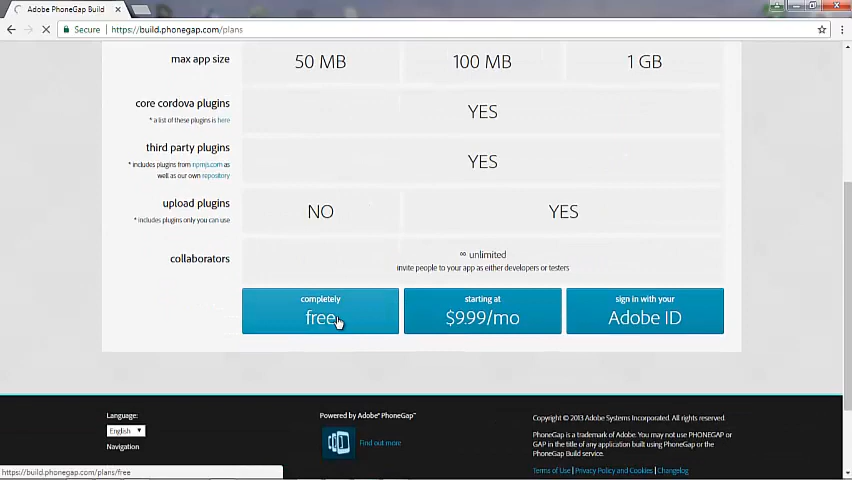 Adobe PhoneGap Build
Secure | https://build.phonegap.com/plans
max app size 50 MB 100 MB 1 GB
core cordova plugins YES
* a list of these plugins is here
third party plugins YES
* includes plugins from npmjs.com as
well as our own repository
upload plugins NO YES
* includes plugins only you can use
collaborators ∞ unlimited
invite people to your app as either developers or testers
completely
free
starting at
$9.99/mo
sign in with your
Adobe ID
Language:
English
Navigation
Powered by Adobe® PhoneGap™
Find out more
Copyright © 2013 Adobe Systems Incorporated. All rights reserved.
PhoneGap is a trademark of Adobe. You may not use PHONEGAP or
GAP in the title of any application built using PhoneGap or the
PhoneGap Build service.
Terms of Use | Privacy Policy and Cookies | Changelog
https://build.phonegap.com/plans/free